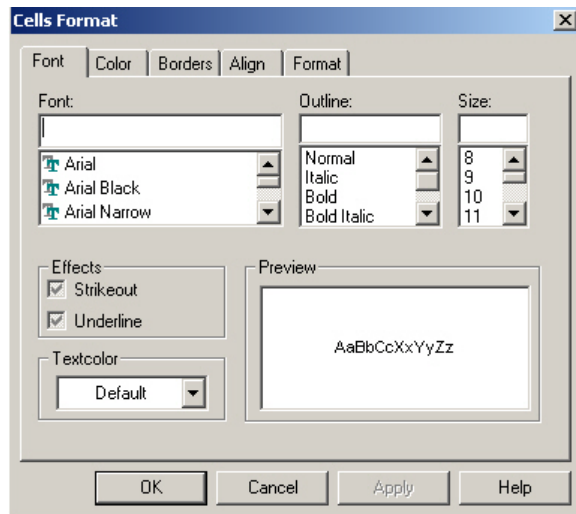 Cells Format
Font Color Borders Align Format
Font: Outline: Size:
Arial Normal 8
Arial Black Italic 9
Arial Narrow Bold 10
Bold Italic 11
Effects Preview
Strikeout
Underline
AaBbCcXxYyZz
Textcolor
Default
OK Cancel Apply Help